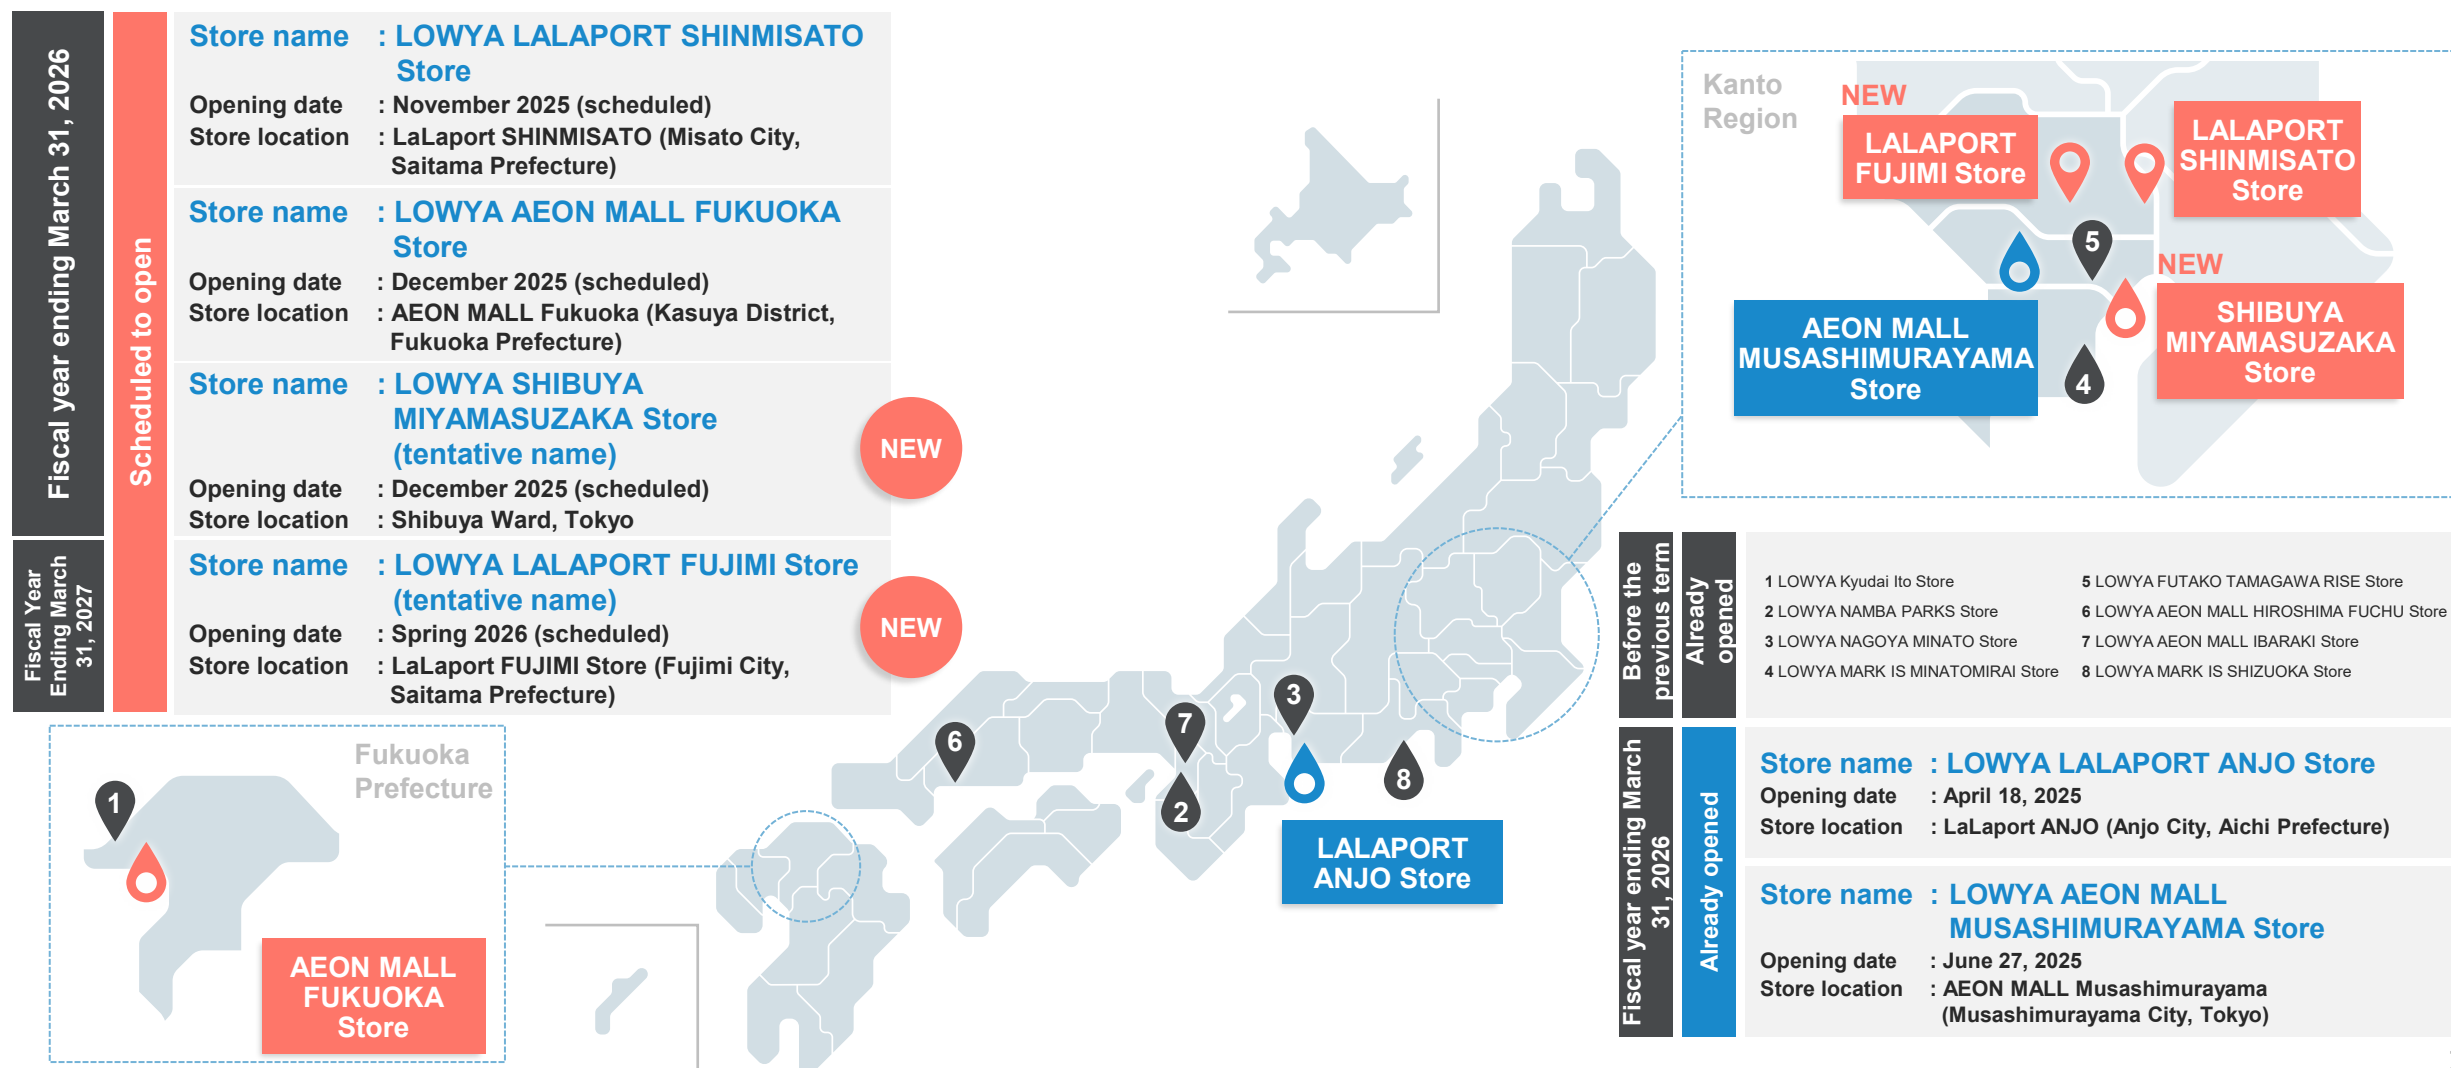 Fiscal year ending March 31, 2026
Scheduled to open
Store name : LOWYA LALAPORT SHINMISATO
Store
Opening date : November 2025 (scheduled)
Store location : LaLaport SHINMISATO (Misato City,
Saitama Prefecture)
Store name : LOWYA AEON MALL FUKUOKA
Store
Opening date : December 2025 (scheduled)
Store location : AEON MALL Fukuoka (Kasuya District,
Fukuoka Prefecture)
Store name : LOWYA SHIBUYA
MIYAMASUZAKA Store
(tentative name)
NEW
Opening date : December 2025 (scheduled)
Store location : Shibuya Ward, Tokyo
Fiscal Year
Ending March
31, 2027
Store name : LOWYA LALAPORT FUJIMI Store
(tentative name)
NEW
Opening date : Spring 2026 (scheduled)
Store location : LaLaport FUJIMI Store (Fujimi City,
Saitama Prefecture)
Fukuoka
Prefecture
1
AEON MALL
FUKUOKA
Store
6
7
2
3
8
LALAPORT
ANJO Store
Kanto
Region
NEW
LALAPORT
FUJIMI Store
LALAPORT
SHINMISATO
Store
5
NEW
AEON MALL
MUSASHIMURAYAMA
Store
SHIBUYA
MIYAMASUZAKA
Store
4
Before the
previous term
Already
opened
1 LOWYA Kyudai Ito Store
2 LOWYA NAMBA PARKS Store
3 LOWYA NAGOYA MINATO Store
4 LOWYA MARK IS MINATOMIRAI Store
5 LOWYA FUTAKO TAMAGAWA RISE Store
6 LOWYA AEON MALL HIROSHIMA FUCHU Store
7 LOWYA AEON MALL IBARAKI Store
8 LOWYA MARK IS SHIZUOKA Store
Fiscal year ending March
31, 2026
Already opened
Store name : LOWYA LALAPORT ANJO Store
Opening date : April 18, 2025
Store location : LaLaport ANJO (Anjo City, Aichi Prefecture)
Store name : LOWYA AEON MALL
MUSASHIMURAYAMA Store
Opening date : June 27, 2025
Store location : AEON MALL Musashimurayama
(Musashimurayama City, Tokyo)